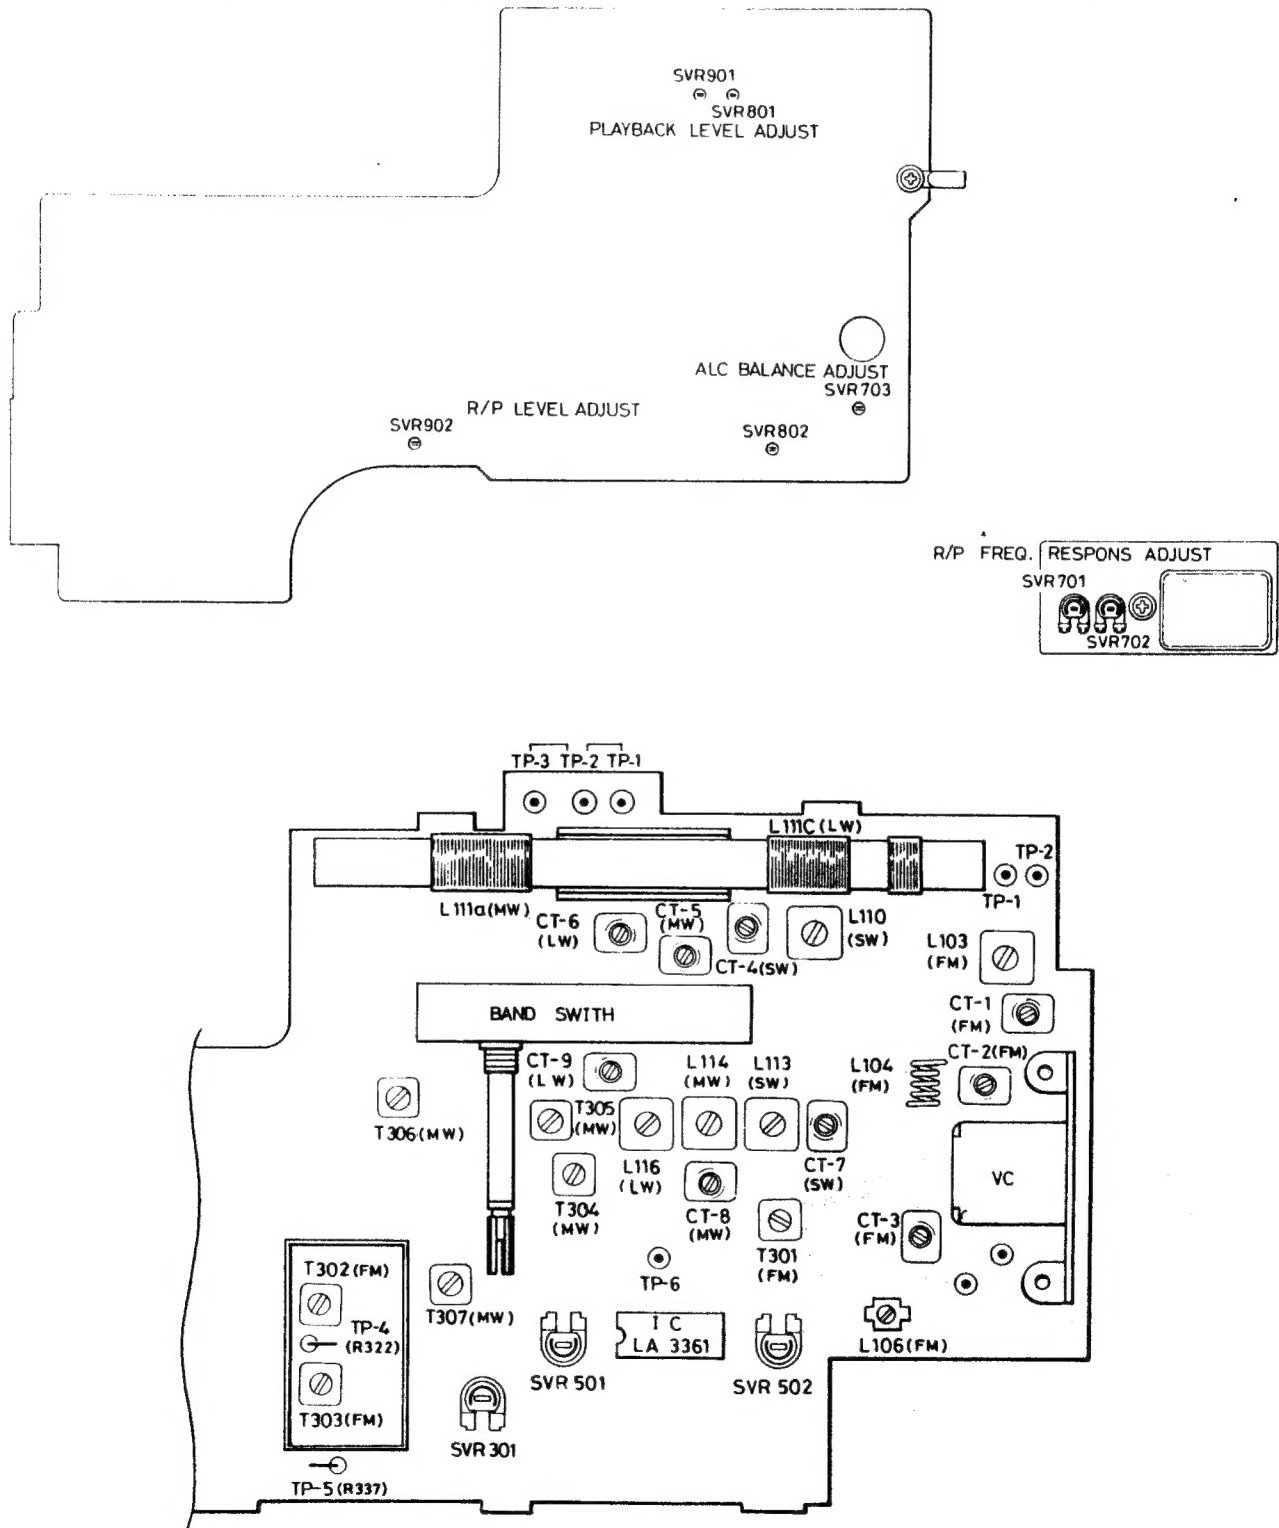 SVR901
SVR801
PLAYBACK LEVEL ADJUST
ALC BALANCE ADJUST
SVR703
R/P LEVEL ADJUST
SVR902
SVR802
R/P FREQ. RESPONS ADJUST
SVR701
SVR702
TP-3 TP-2 TP-1
L111C (LW)
TP-2
TP-1
L111a (MW)
CT-6
(LW)
CT-5
(MW)
CT-4 (SW)
L110
(SW)
L103
(FM)
CT-1
(FM)
BAND SWITH
CT-2 (FM)
CT-9
(LW)
L114
(MW)
L113
(SW)
L104
(FM)
T306 (MW)
T305
(MW)
L116
(LW)
CT-7
(SW)
VC
T304
(MW)
CT-8
(MW)
T301
(FM)
CT-3
(FM)
T302 (FM)
TP-6
TP-4
(R322)
T307 (MW)
IC
LA 3361
L106 (FM)
SVR 501
SVR 502
T303 (FM)
SVR 301
TP-5 (R337)